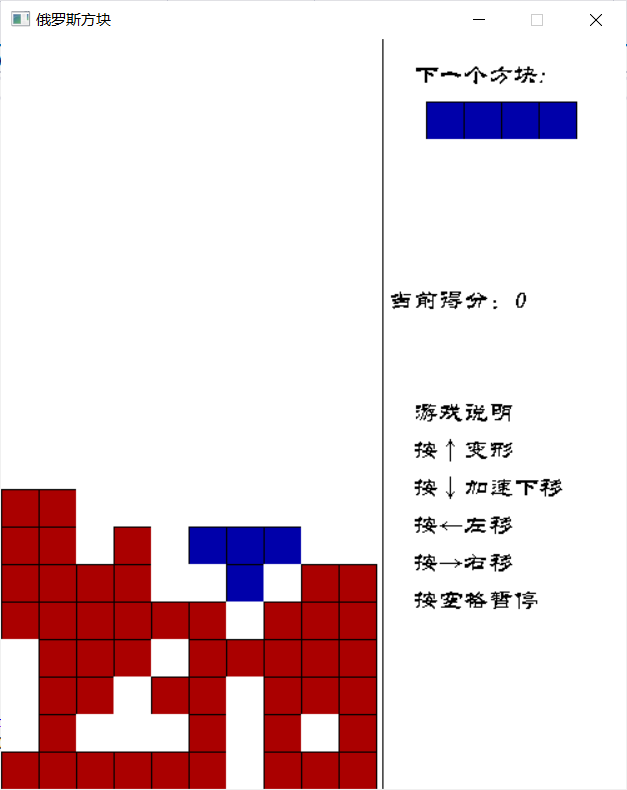 俄罗斯方块
下一个方块:
当前得分: 0
游戏说明
按↑变形
按↓加速下移
按←左移
按→右移
按空格暂停